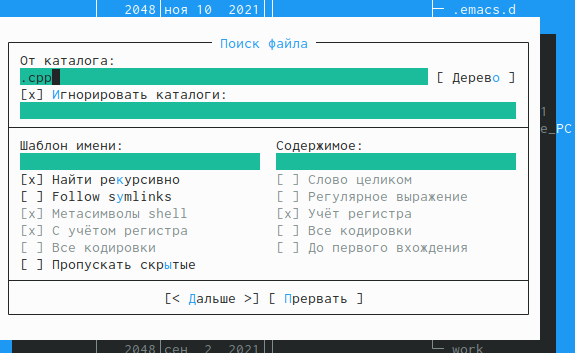 2048 ноя 10 2021 .emacs.d
Поиск файла
От каталога:
.cpp [ Дерево ]
[x] Игнорировать каталоги:
1
e_PC
Шаблон имени: Содержимое:
[x] Найти рекурсивно [ ] Слово целиком
[ ] Follow symlinks [ ] Регулярное выражение
[x] Метасимволы shell [x] Учёт регистра
[x] С учётом регистра [ ] Все кодировки
[ ] Все кодировки [ ] До первого вхождения
[ ] Пропускать скрытые
[< Дальше >] [ Прервать ]
2048 сен 2 2021 work